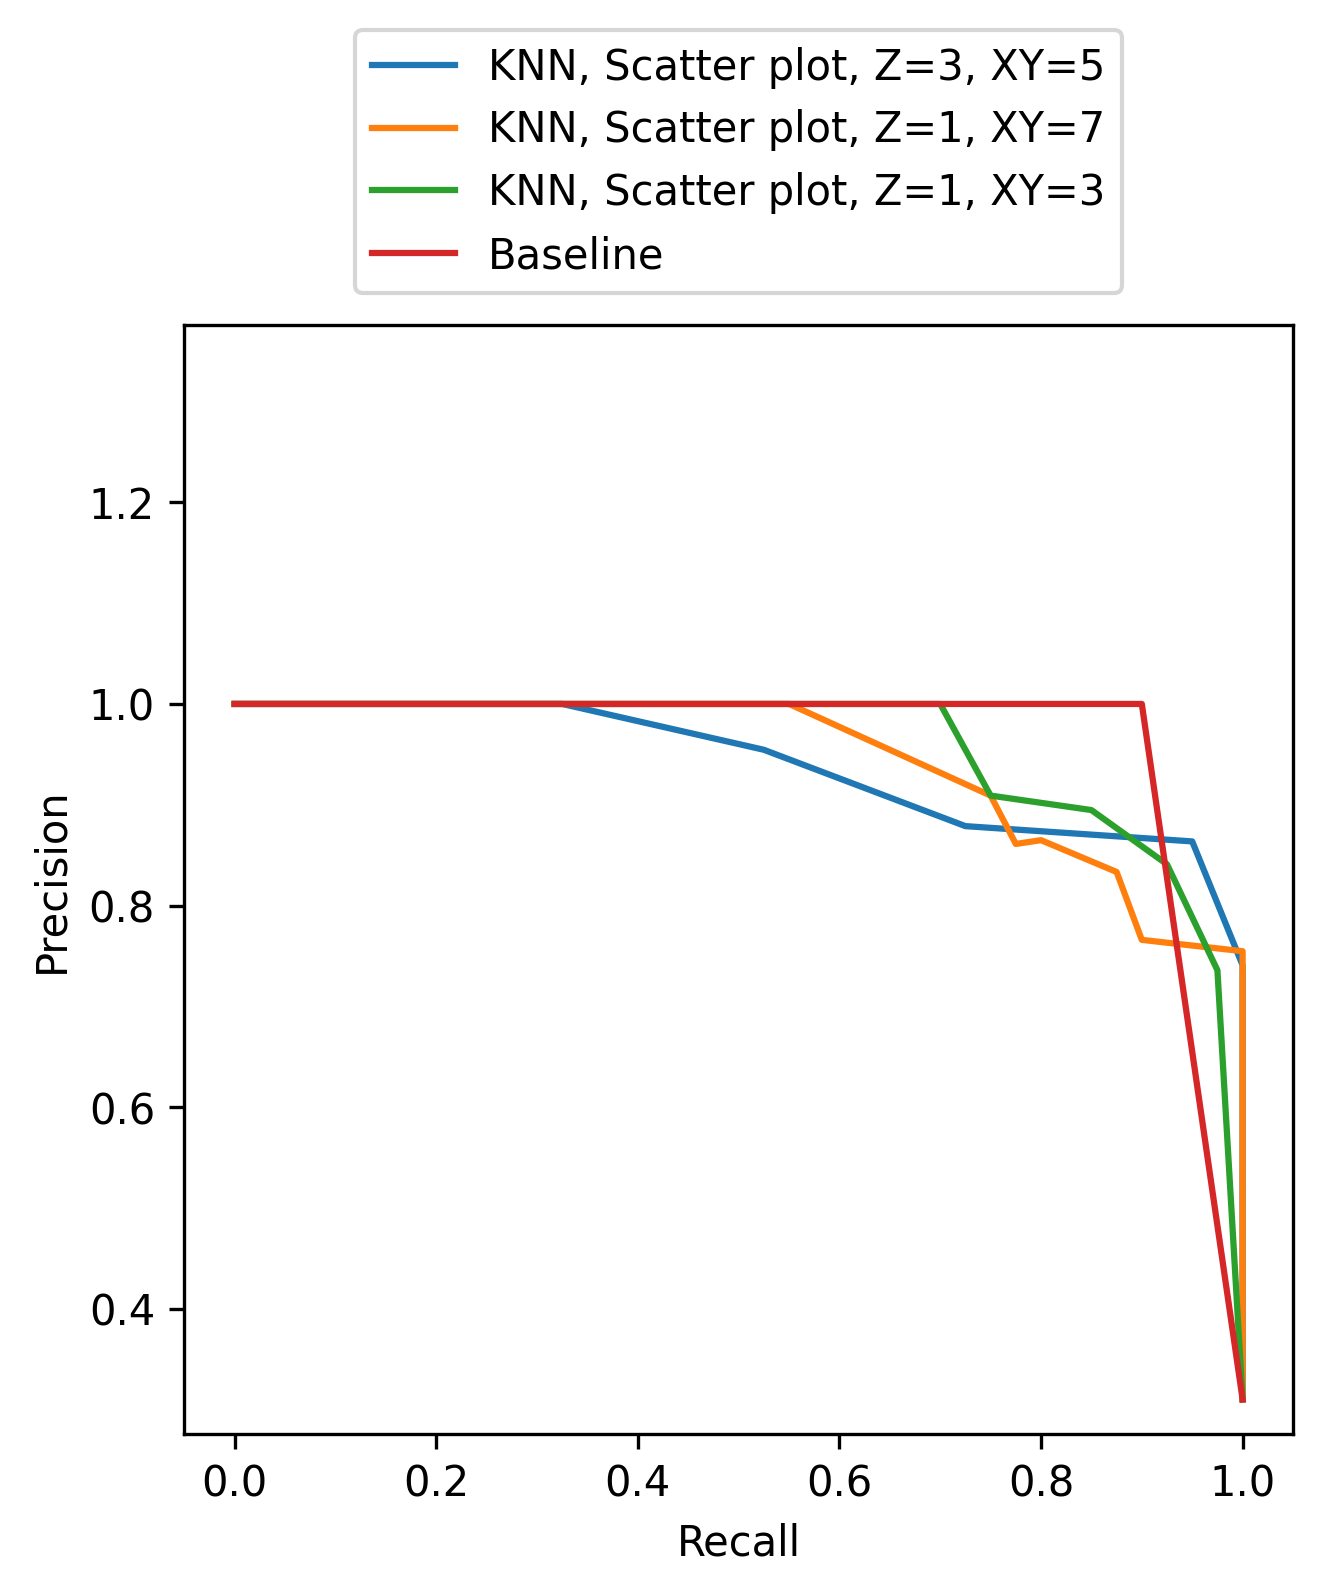 KNN, Scatter plot, Z=3, XY=5
KNN, Scatter plot, Z=1, XY=7
KNN, Scatter plot, Z=1, XY=3
Baseline
1.2
1.0
0.8
0.6
0.4
Precision
0.0 0.2 0.4 0.6 0.8 1.0
Recall